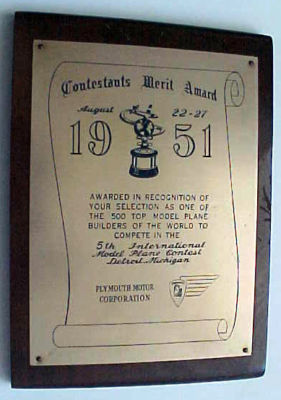 Contestants Merit Award
August 22-27
1951
AWARDED IN RECOGNITION OF
YOUR SELECTION AS ONE OF
THE 500 TOP MODEL PLANE
BUILDERS OF THE WORLD TO
COMPETE IN THE
5th International
Model Plane Contest
Detroit, Michigan
PLYMOUTH MOTOR
CORPORATION